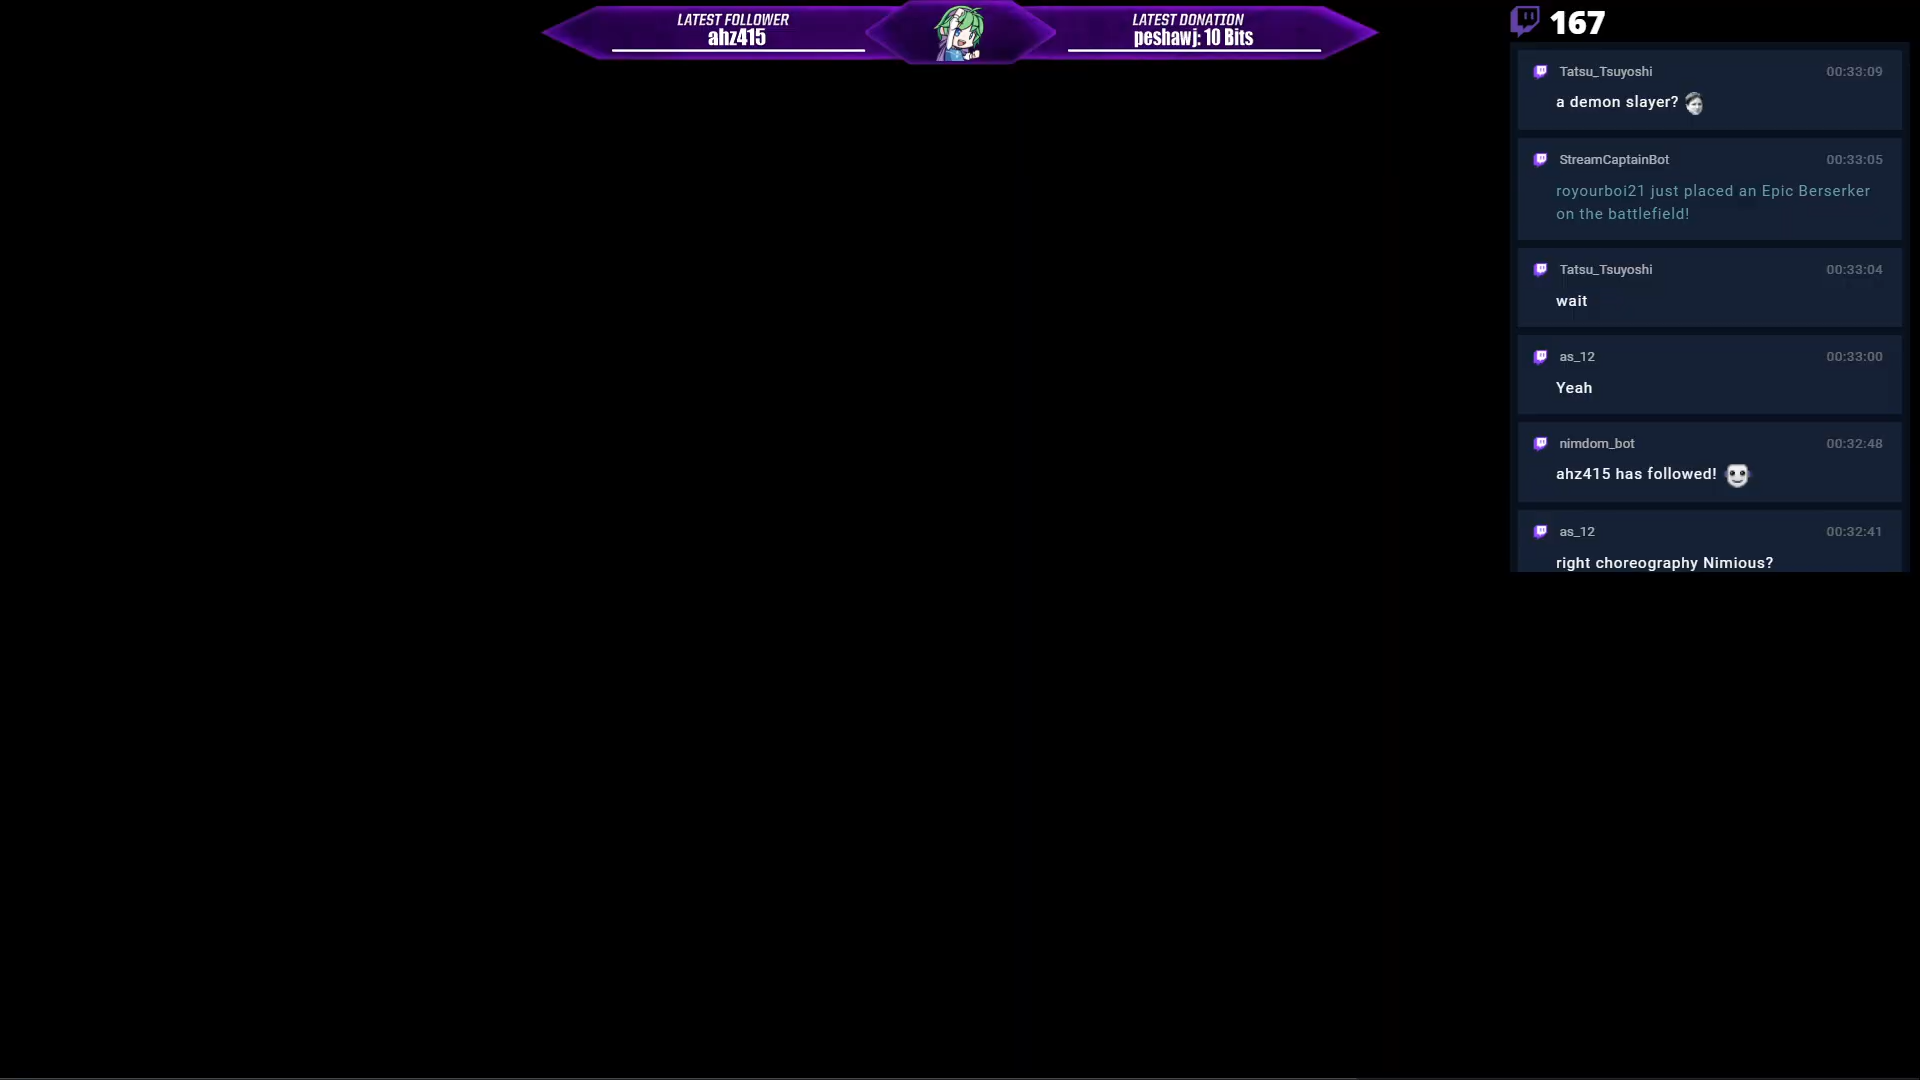 LATEST FOLLOWER
ahz415
LATEST DONATION
peshawj: 10 Bits
167
Tatsu_Tsuyoshi 00:33:09
a demon slayer?
StreamCaptainBot 00:33:05
royourboi21 just placed an Epic Berserker
on the battlefield!
Tatsu_Tsuyoshi 00:33:04
wait
as_12 00:33:00
Yeah
nimdom_bot 00:32:48
ahz415 has followed!
as_12 00:32:41
right choreography Nimious?